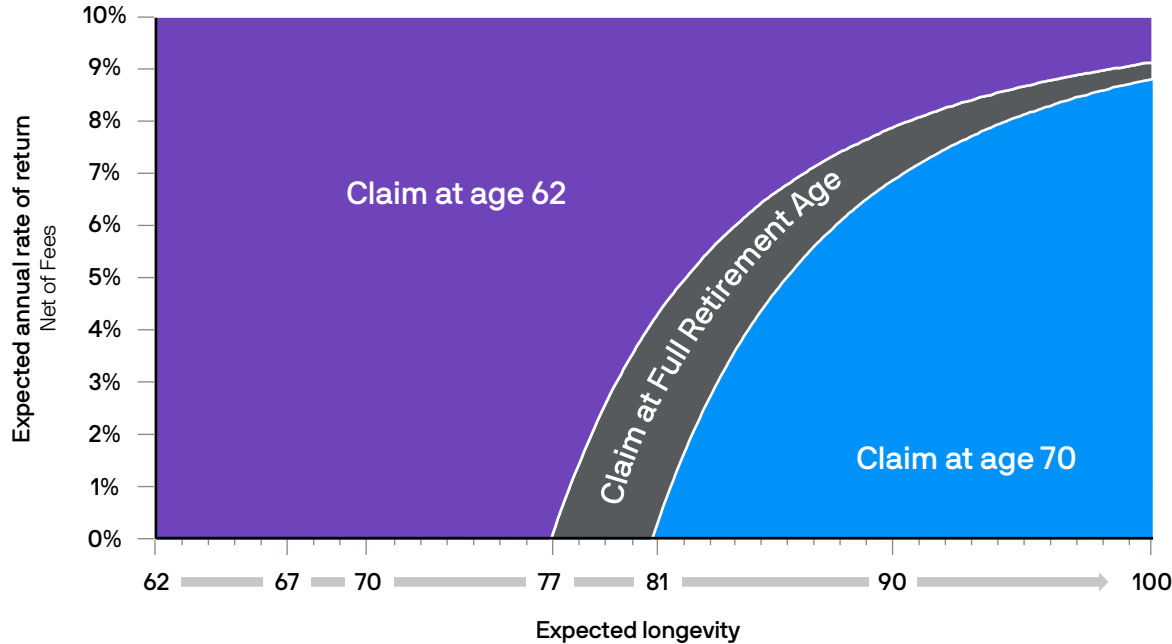 10%
9%
8%
7%
6%
5%
4%
3%
2%
1%
0%
Expected annual rate of return
Net of Fees
Claim at age 62
Claim at Full Retirement Age
Claim at age 70
62 67 70 77 81 90 100
Expected longevity